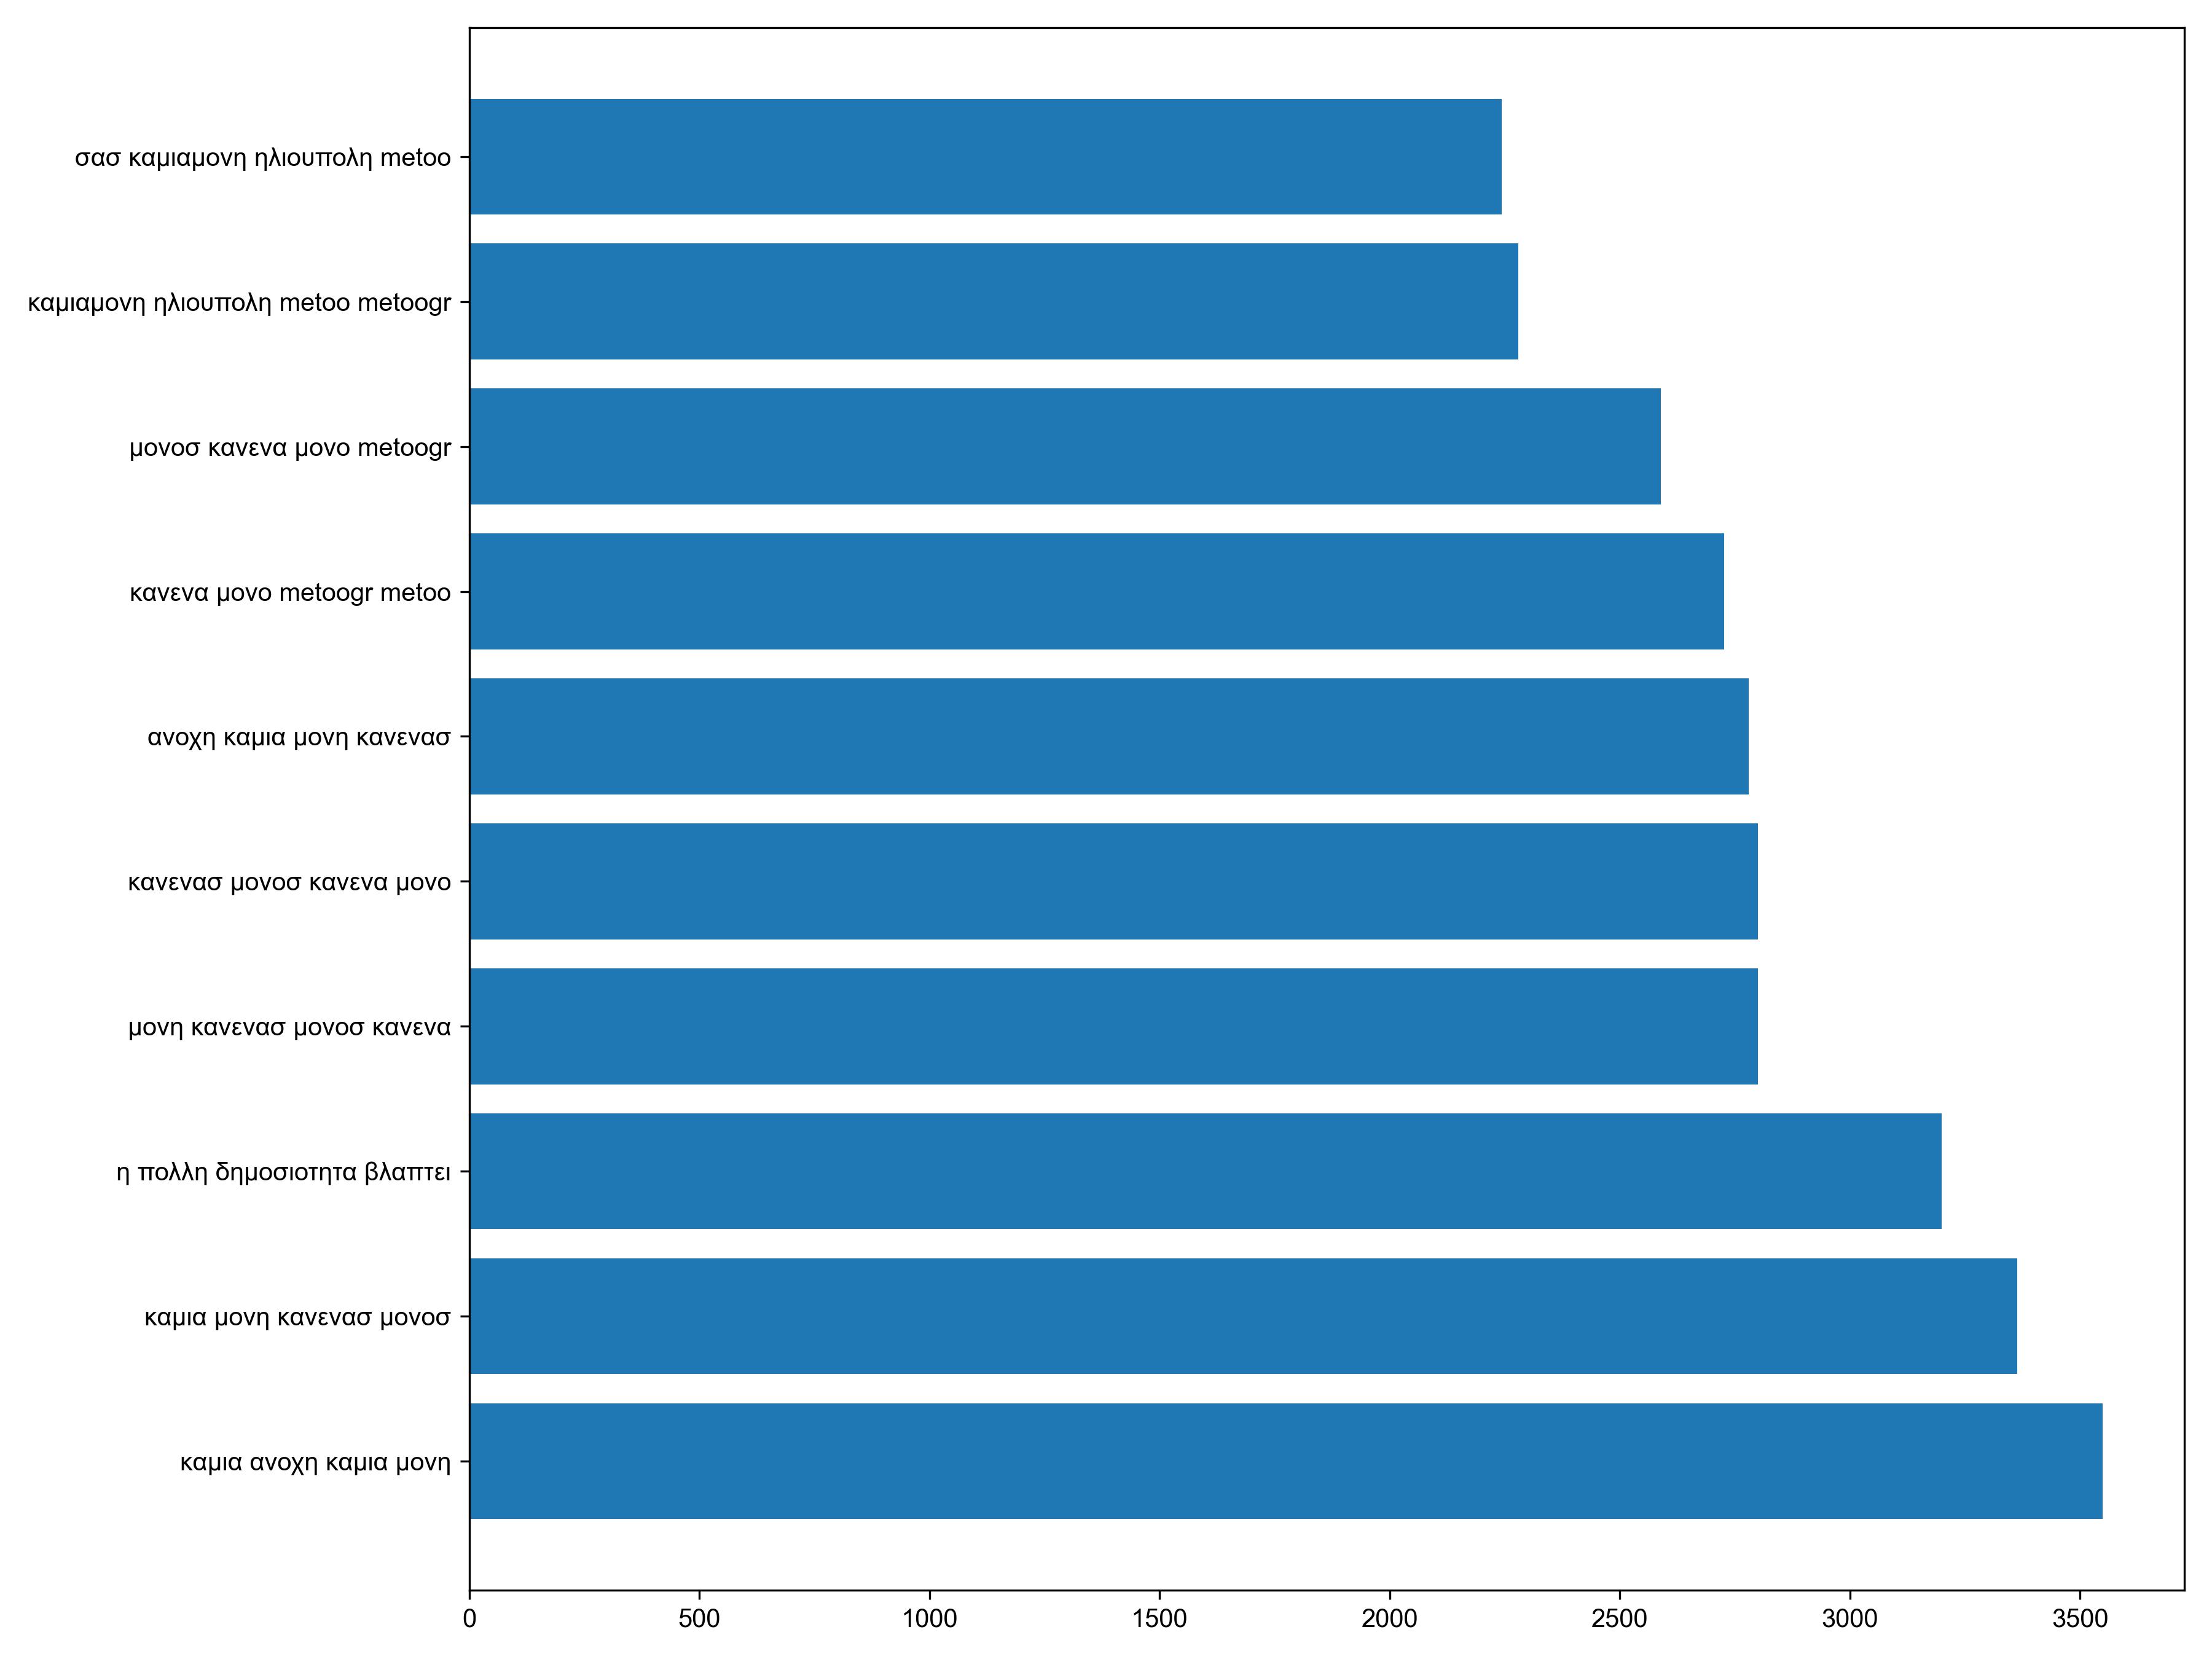 σασ καμιαμονη ηλιουπολη metoo
καμιαμονη ηλιουπολη metoo metoogr
μονοσ κανενα μονο metoogr
κανενα μονο metoogr metoo
ανοχη καμια μονη κανενασ
κανενασ μονοσ κανενα μονο
μονη κανενασ μονοσ κανενα
η πολλη δημοσιοτητα βλαπτει
καμια μονη κανενασ μονοσ
καμια ανοχη καμια μονη
0 500 1000 1500 2000 2500 3000 3500